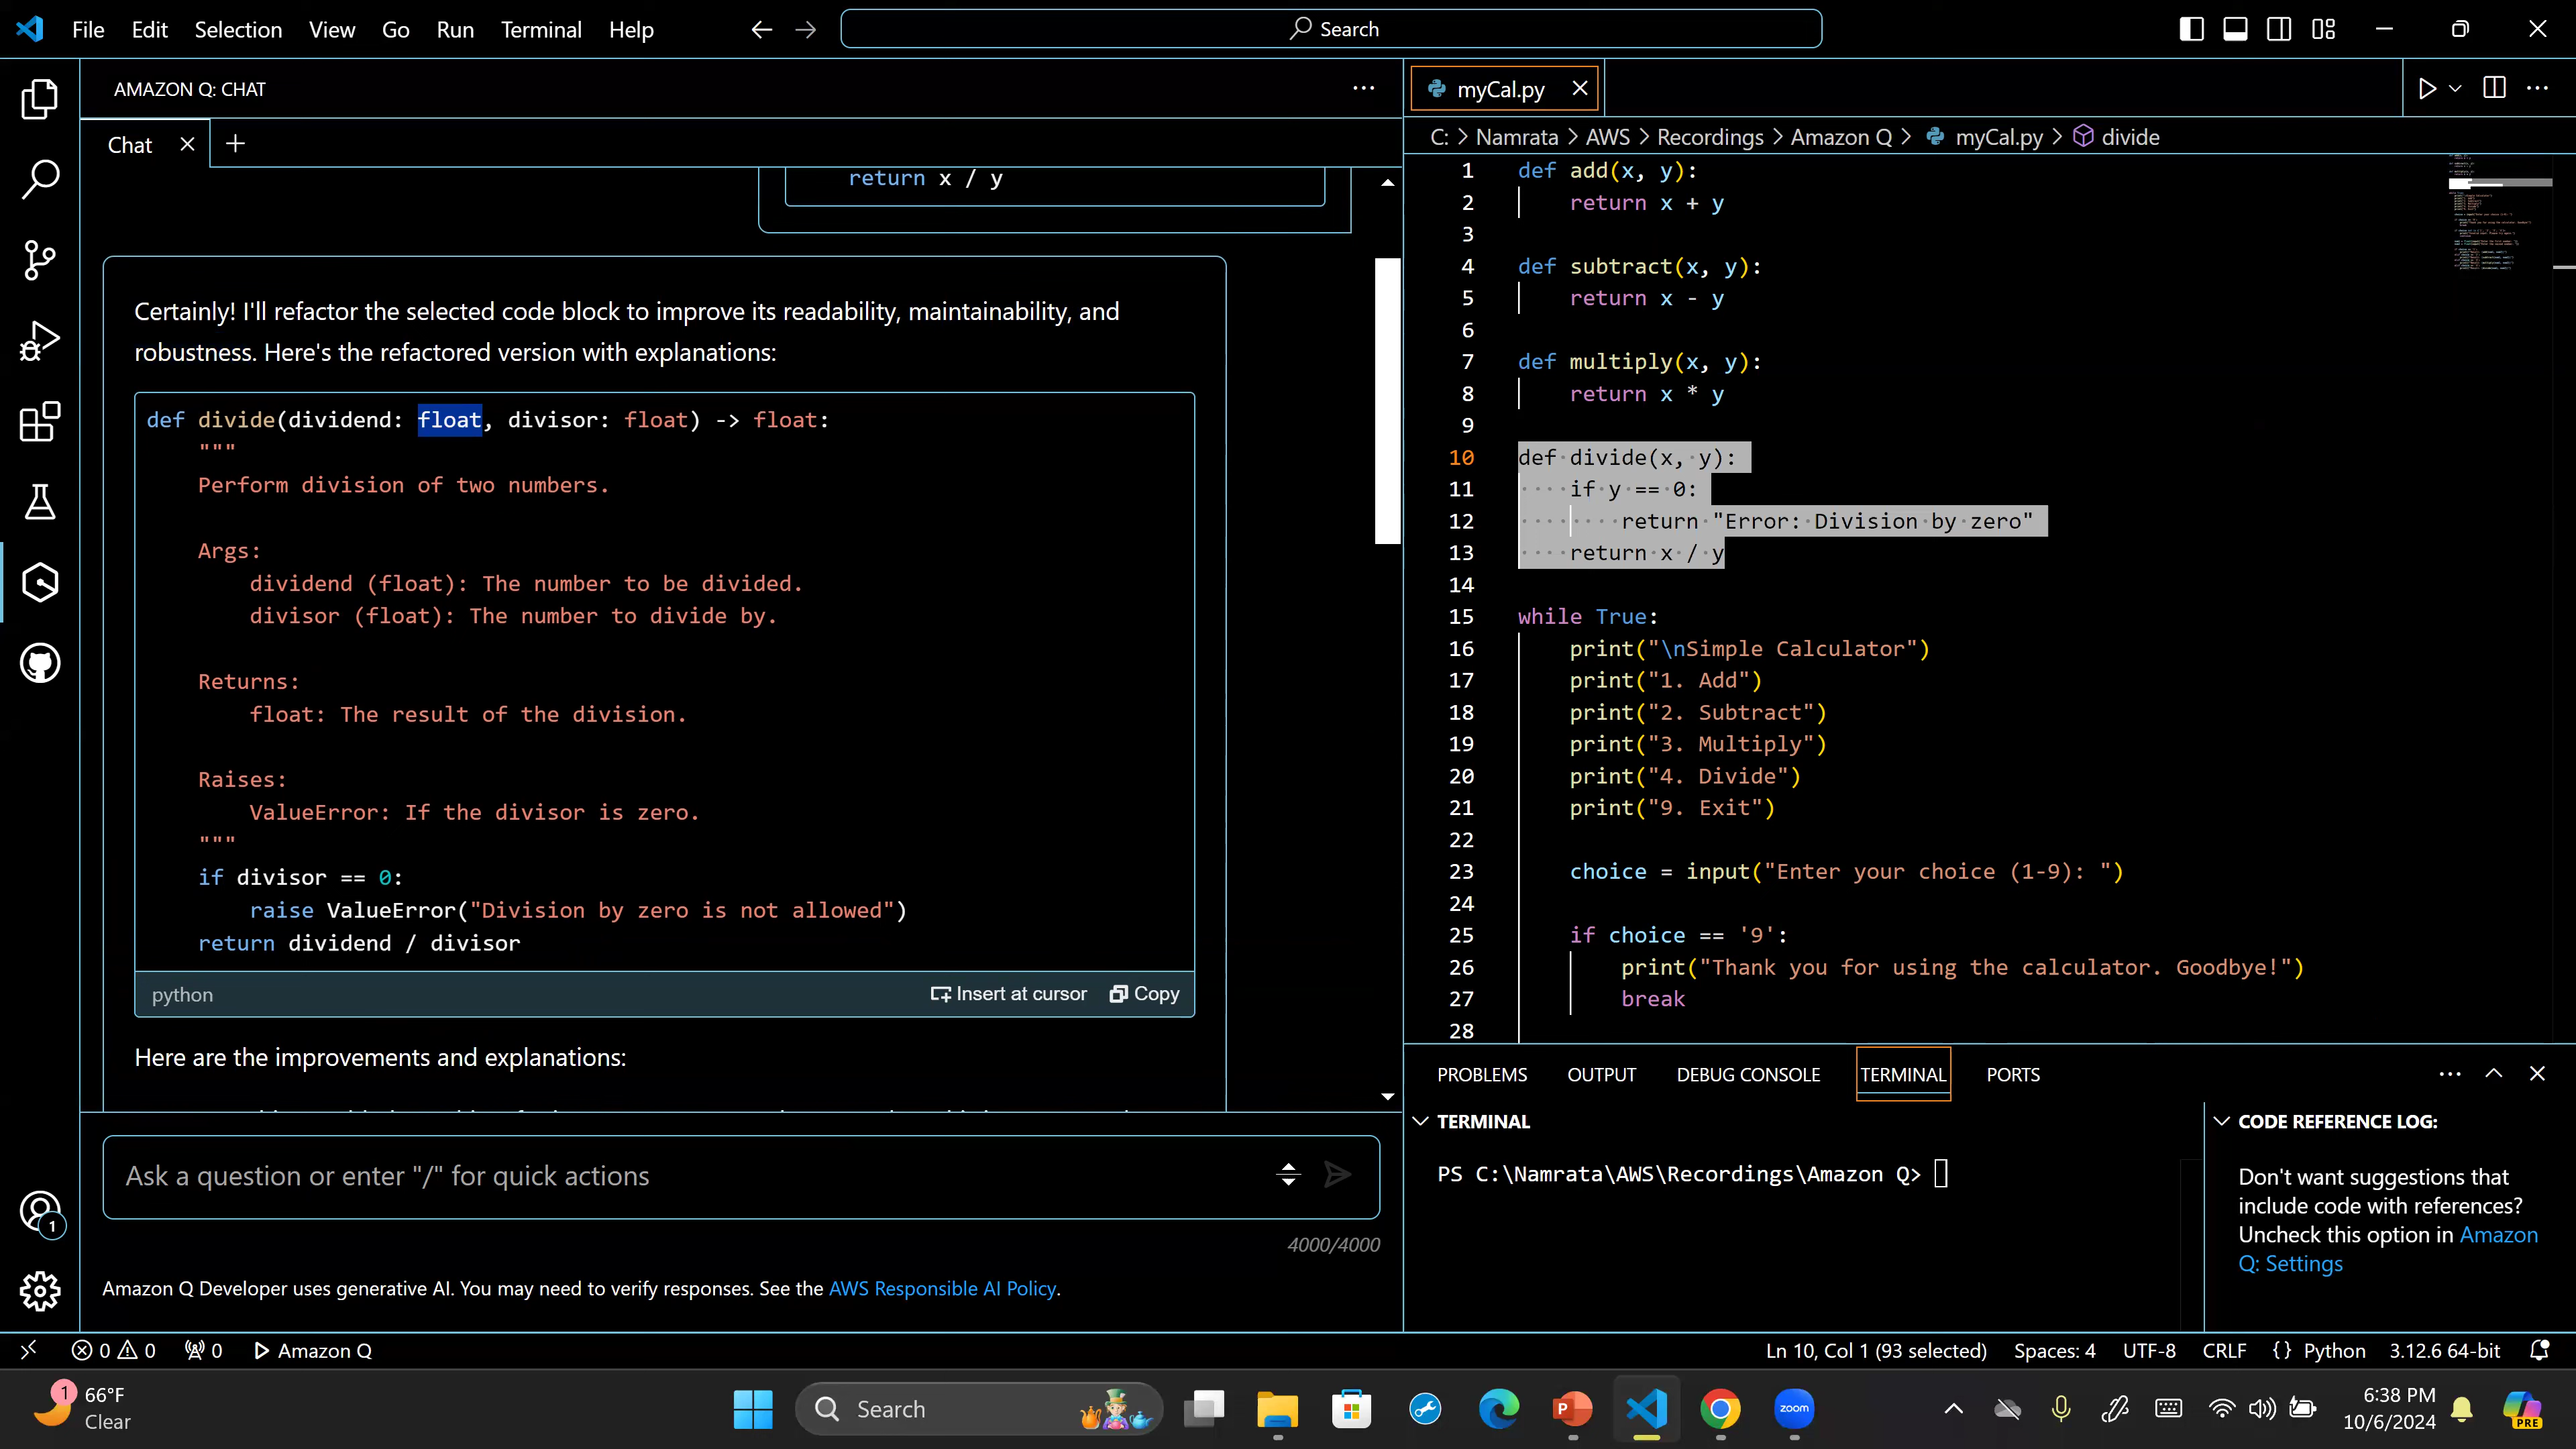 File Edit Selection View Go Run Terminal Help
Search
AMAZON Q: CHAT
Chat
return x / y
Certainly! I'll refactor the selected code block to improve its readability, maintainability, and
robustness. Here's the refactored version with explanations:
def divide(dividend: float, divisor: float) -> float:
"""
Perform division of two numbers.
Args:
dividend (float): The number to be divided.
divisor (float): The number to divide by.
Returns:
float: The result of the division.
Raises:
ValueError: If the divisor is zero.
"""
if divisor == 0:
raise ValueError("Division by zero is not allowed")
return dividend / divisor
python Insert at cursor Copy
Here are the improvements and explanations:
Ask a question or enter "/" for quick actions
4000/4000
Amazon Q Developer uses generative AI. You may need to verify responses. See the AWS Responsible AI Policy.
1
myCal.py
C: > Namrata > AWS > Recordings > Amazon Q > myCal.py > divide
1 def add(x, y):
2 return x + y
3
4 def subtract(x, y):
5 return x - y
6
7 def multiply(x, y):
8 return x * y
9
10 def divide(x, y):
11 if y == 0:
12 return "Error: Division by zero"
13 return x / y
14
15 while True:
16 print("\nSimple Calculator")
17 print("1. Add")
18 print("2. Subtract")
19 print("3. Multiply")
20 print("4. Divide")
21 print("9. Exit")
22
23 choice = input("Enter your choice (1-9): ")
24
25 if choice == '9':
26 print("Thank you for using the calculator. Goodbye!")
27 break
28
PROBLEMS OUTPUT DEBUG CONSOLE TERMINAL PORTS
TERMINAL
PS C:\Namrata\AWS\Recordings\Amazon Q>
CODE REFERENCE LOG:
Don't want suggestions that
include code with references?
Uncheck this option in Amazon
Q: Settings
0 0 0 Amazon Q Ln 10, Col 1 (93 selected) Spaces: 4 UTF-8 CRLF {} Python 3.12.6 64-bit
1 66°F
Clear
Search
P
zoom
6:38 PM
10/6/2024
PRE